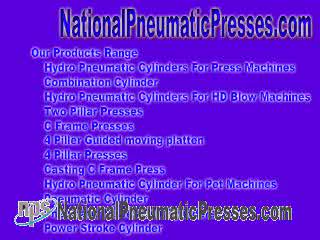 NationalPneumaticPresses.com
Our Products Range
Hydro Pneumatic Cylinders For Press Machines
Combination Cylinder
Hydro Pneumatic Cylinders For HD Blow Machines
Two Pillar Presses
C Frame Presses
4 Piller Guided moving platten
4 Pillar Presses
Casting C Frame Press
Hydro Pneumatic Cylinder For Pet Machines
Pneumatic Cylinder
NationalPneumaticPresses.com
Power Stroke Cylinder